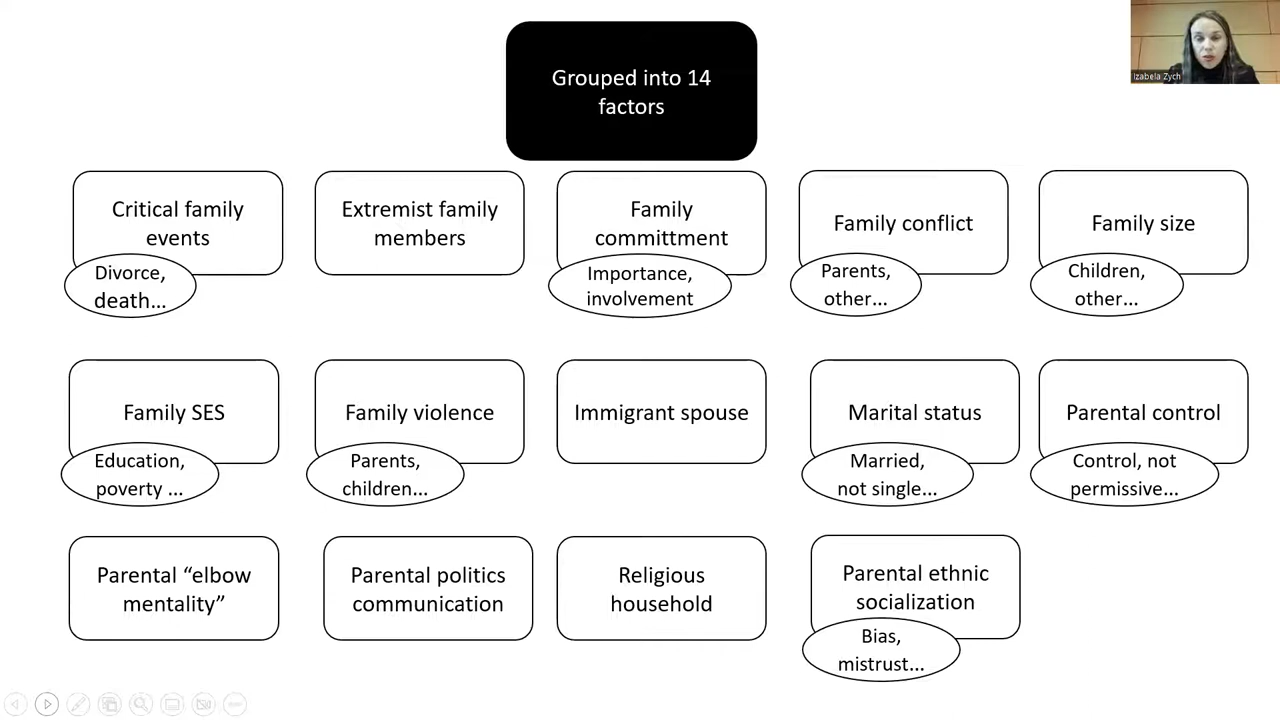 Grouped into 14
factors
Izabela Zych
Critical family
events
Divorce,
death...
Extremist family
members
Family
committment
Importance,
involvement
Family conflict
Parents,
other...
Family size
Children,
other...
Family SES
Education,
poverty ...
Family violence
Parents,
children...
Immigrant spouse
Marital status
Married,
not single...
Parental control
Control, not
permissive...
Parental “elbow
mentality”
Parental politics
communication
Religious
household
Parental ethnic
socialization
Bias,
mistrust...